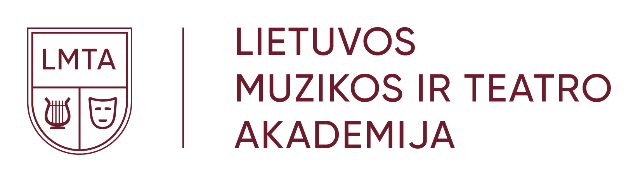 LMTA
LIETUVOS
MUZIKOS IR TEATRO
AKADEMIJA